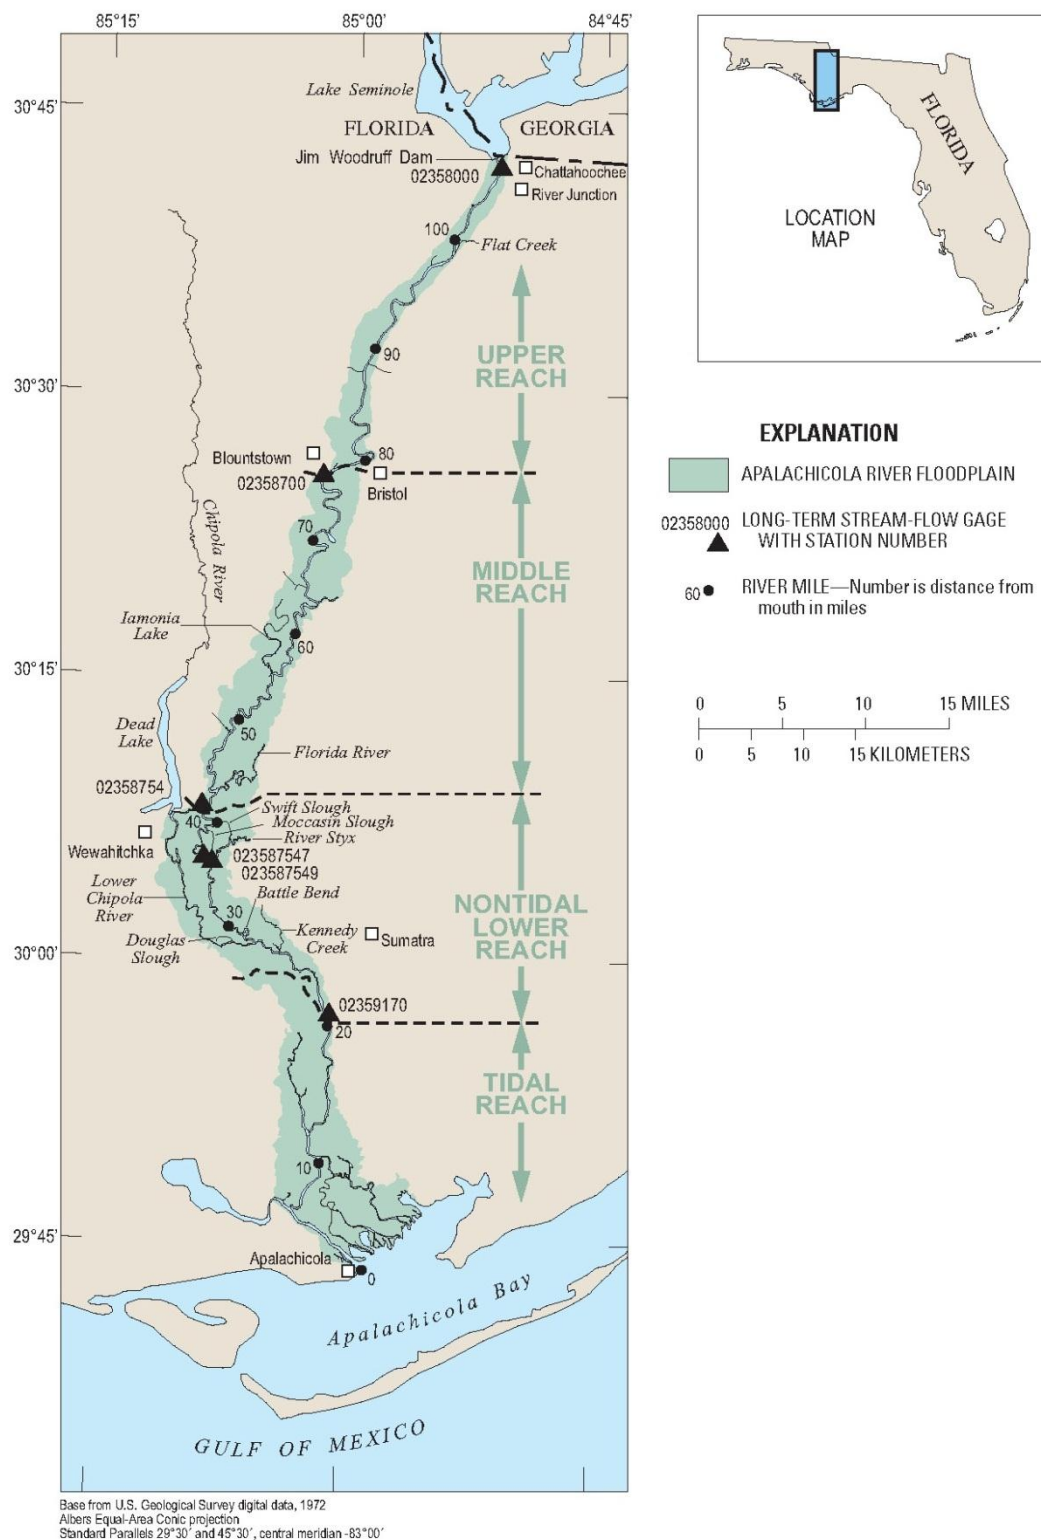 85°15'
85°00'
84°45'
30°45'
30°30'
30°15'
30°00'
29°45'
Lake Seminole
FLORIDA
GEORGIA
Jim Woodruff Dam
02358000
Chattahoochee
River Junction
100
Flat Creek
90
UPPER
REACH
80
Blountstown
02358700
Bristol
70
Chipola River
MIDDLE
REACH
Iamonia
Lake
60
50
Dead
Lake
Florida River
02358754
40
Swift Slough
Moccasin Slough
River Styx
Wewahitchka
023587547
023587549
Lower
Chipola
River
Battle Bend
30
Kennedy
Creek
Douglas
Slough
Sumatra
NONTIDAL
LOWER
REACH
02359170
20
TIDAL
REACH
10
Apalachicola
0
Apalachicola Bay
GULF OF MEXICO
Base from U.S. Geological Survey digital data, 1972
Albers Equal-Area Conic projection
Standard Parallels 29°30' and 45°30', central meridian -83°00'
FLORIDA
LOCATION
MAP
EXPLANATION
APALACHICOLA RIVER FLOODPLAIN
02358000 LONG-TERM STREAM-FLOW GAGE
WITH STATION NUMBER
60 RIVER MILE—Number is distance from
mouth in miles
0 5 10 15 MILES
0 5 10 15 KILOMETERS